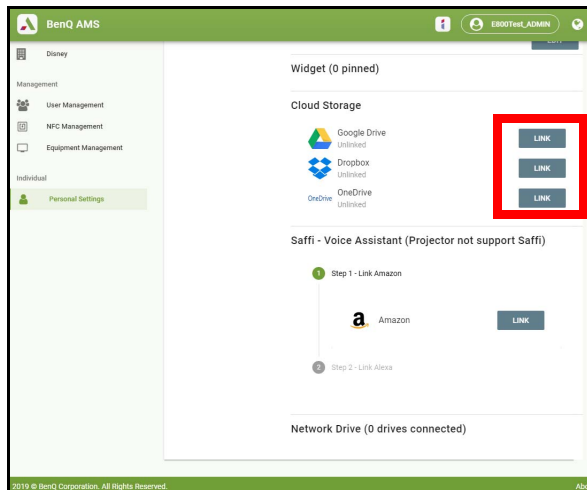 BenQ AMS
E800Test_ADMIN
Disney
Management
User Management
NFC Management
Equipment Management
Individual
Personal Settings
Widget (0 pinned)
Cloud Storage
Google Drive
Unlinked
LINK
Dropbox
Unlinked
LINK
OneDrive
OneDrive
Unlinked
LINK
Saffi - Voice Assistant (Projector not support Saffi)
1 Step 1 - Link Amazon
a Amazon
LINK
2 Step 2 - Link Alexa
Network Drive (0 drives connected)
2019 © BenQ Corporation. All Rights Reserved.
Abo